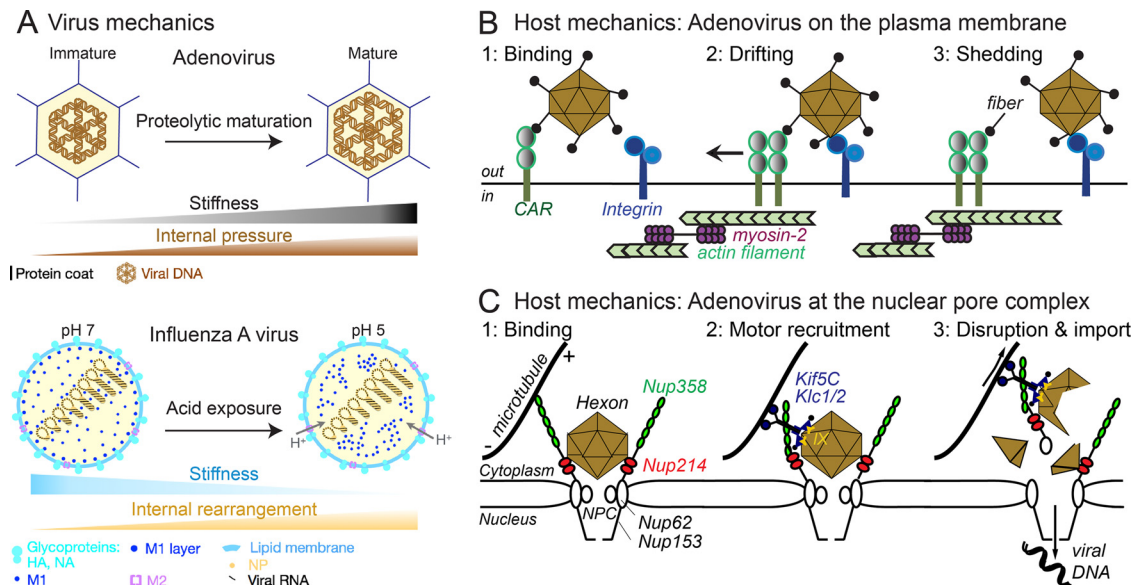 A Virus mechanics
Immature Adenovirus Mature
Proteolytic maturation
Stiffness
Internal pressure
Protein coat Viral DNA
pH 7 Influenza A virus pH 5
Acid exposure
H+ H+
Stiffness
Internal rearrangement
Glycoproteins: HA, NA
M1 layer
Lipid membrane
NP
M1
M2
Viral RNA
B Host mechanics: Adenovirus on the plasma membrane
1: Binding 2: Drifting 3: Shedding
fiber
out
in
CAR Integrin
myosin-2
actin filament
C Host mechanics: Adenovirus at the nuclear pore complex
1: Binding 2: Motor recruitment 3: Disruption & import
+
microtubule
-
Hexon
Nup358
Kif5C
Klc1/2
IX
Nup214
Cytoplasm
Nucleus
NPC
Nup62
Nup153
viral
DNA